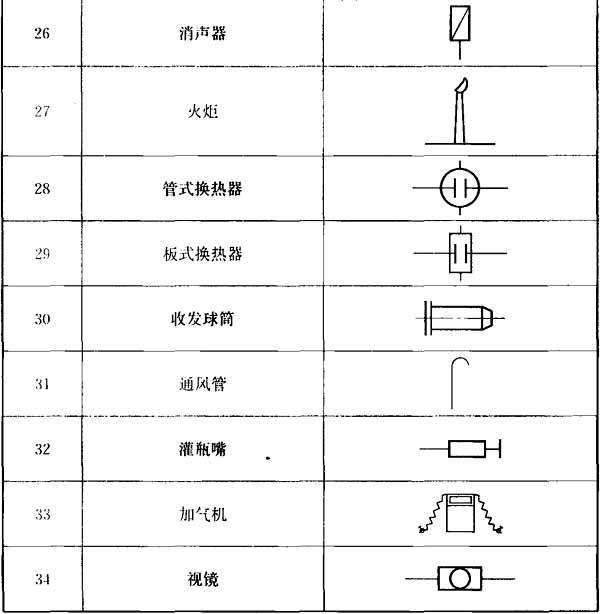 26 消声器
27 火炬
28 管式换热器
29 板式换热器
30 收发球筒
31 通风管
32 灌瓶嘴
33 加气机
34 视镜